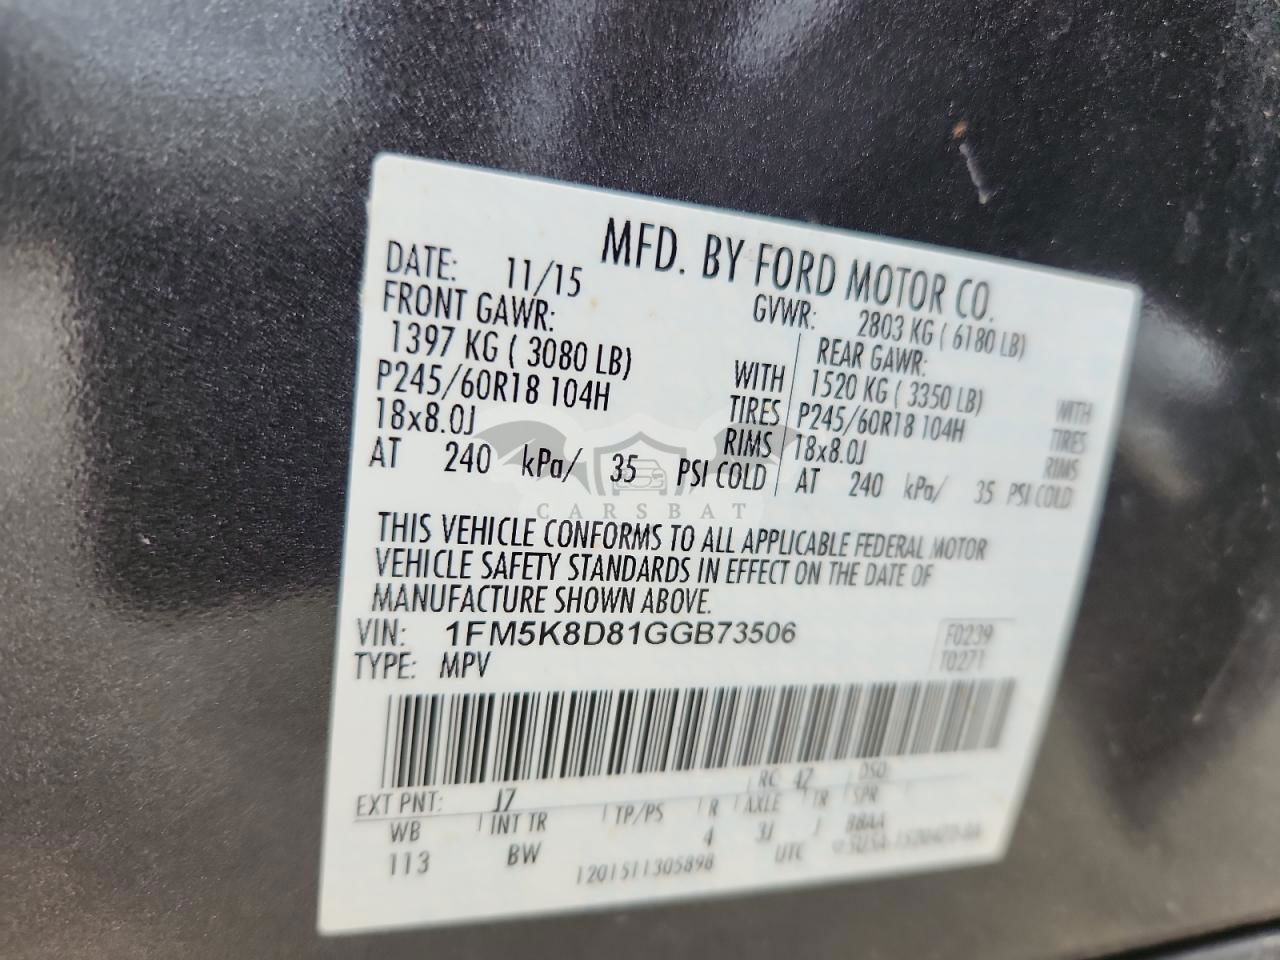 MFD. BY FORD MOTOR CO.
DATE: 11/15
GVWR: 2803 KG ( 6180 LB)
FRONT GAWR:
REAR GAWR:
1397 KG ( 3080 LB)
WITH
1520 KG ( 3350 LB)
WITH
P245/60R18 104H
TIRES
P245/60R18 104H
TIRES
18x8.0J
RIMS
18x8.0J
RIMS
AT 240 kPa/ 35 PSI COLD
AT 240 kPa/ 35 PSI COLD
CARSBAT
THIS VEHICLE CONFORMS TO ALL APPLICABLE FEDERAL MOTOR
VEHICLE SAFETY STANDARDS IN EFFECT ON THE DATE OF
MANUFACTURE SHOWN ABOVE.
VIN: 1FM5K8D81GGB73506
F0239
TYPE: MPV
T0271
EXT PNT: J7
RC: 47
DSO:
WB
INT TR
TP/PS
R
AXLE
TR
SPR
113
BW
4
3J
J
88AA
1201511305898
UTC